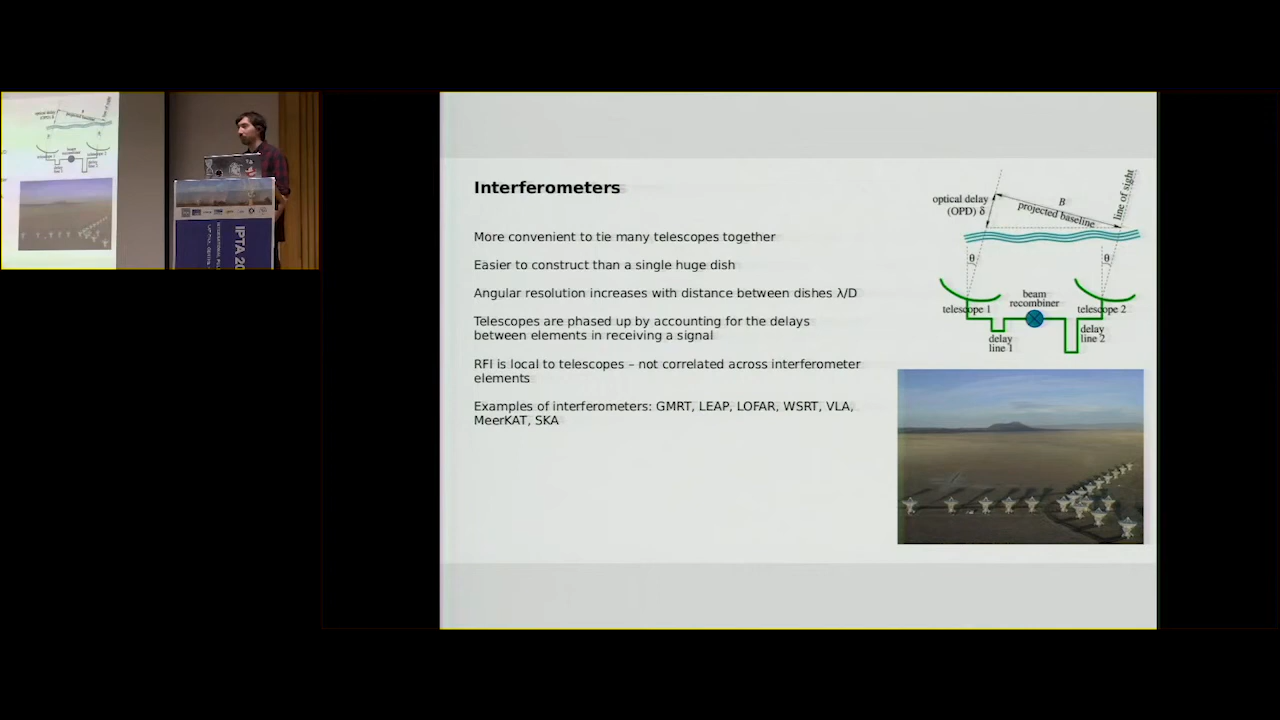 Interferometers
More convenient to tie many telescopes together
Easier to construct than a single huge dish
Angular resolution increases with distance between dishes λ/D
Telescopes are phased up by accounting for the delays
between elements in receiving a signal
RFI is local to telescopes – not correlated across interferometer
elements
Examples of interferometers: GMRT, LEAP, LOFAR, WSRT, VLA,
MeerKAT, SKA
optical delay
(OPD) δ
B
projected baseline
line of sight
θ
θ
telescope 1
beam
recombiner
telescope 2
delay
line 1
delay
line 2
IPTA 20